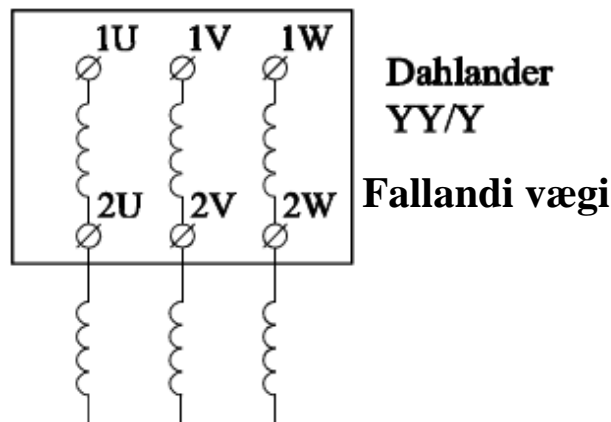 1U 1V 1W
Dahlander
YY/Y
Fallandi vægi
2U 2V 2W